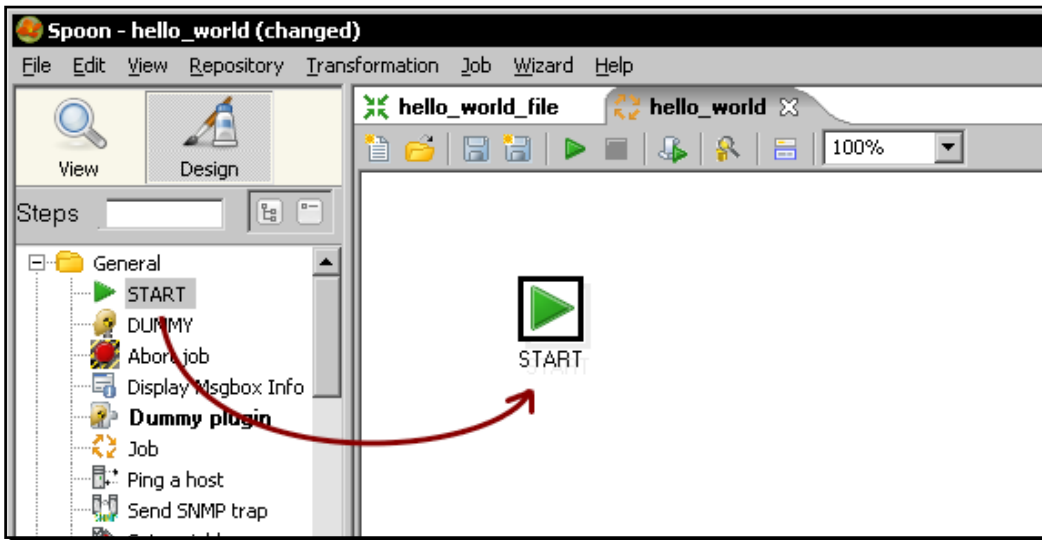 Spoon - hello_world (changed)
File Edit View Repository Transformation Job Wizard Help
hello_world_file hello_world
View Design
100%
Steps
General
START
DUMMY
Abort job
Display Msgbox Info
Dummy plugin
Job
Ping a host
Send SNMP trap
START